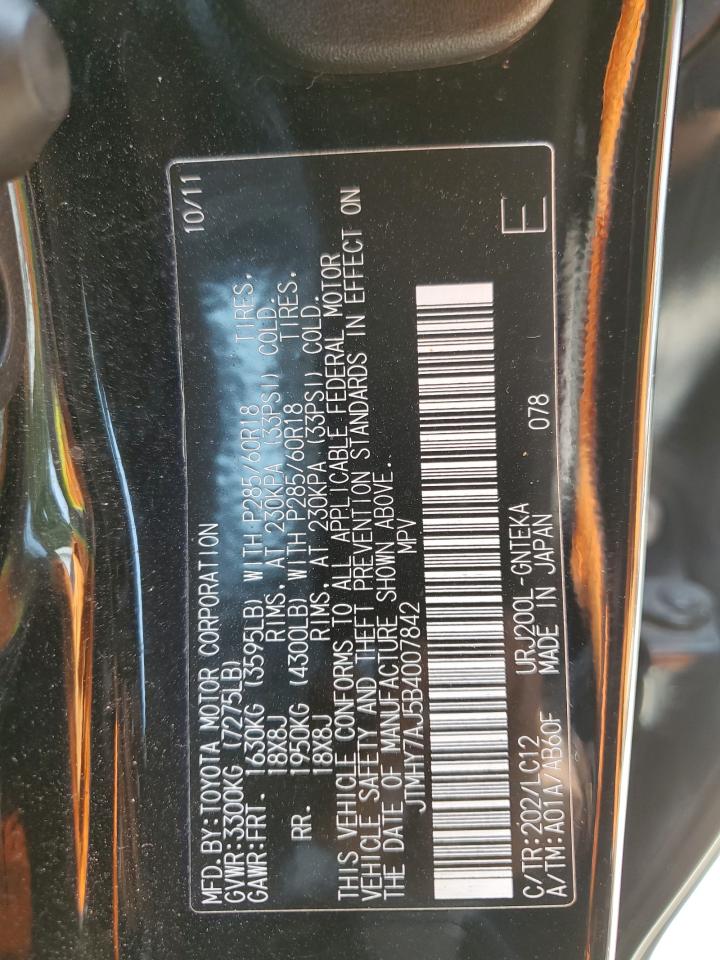 MFD. BY: TOYOTA MOTOR CORPORATION 10/11
GVWR: 3300KG (7275LB)
GAWR: FRT. 1630KG (3595LB) WITH P285/60R18 TIRES,
18X8J RIMS, AT 230KPA (33PSI) COLD.
RR. 1950KG (4300LB) WITH P285/60R18 TIRES,
18X8J RIMS, AT 230KPA (33PSI) COLD.
THIS VEHICLE CONFORMS TO ALL APPLICABLE FEDERAL MOTOR
VEHICLE SAFETY AND THEFT PREVENTION STANDARDS IN EFFECT ON
THE DATE OF MANUFACTURE SHOWN ABOVE.
JTMHY7AJ5B4007842 MPV
C/TR: 202/LC12 URJ200L-GNTEKA
A/TM: A01A/AB60F MADE IN JAPAN 078 E